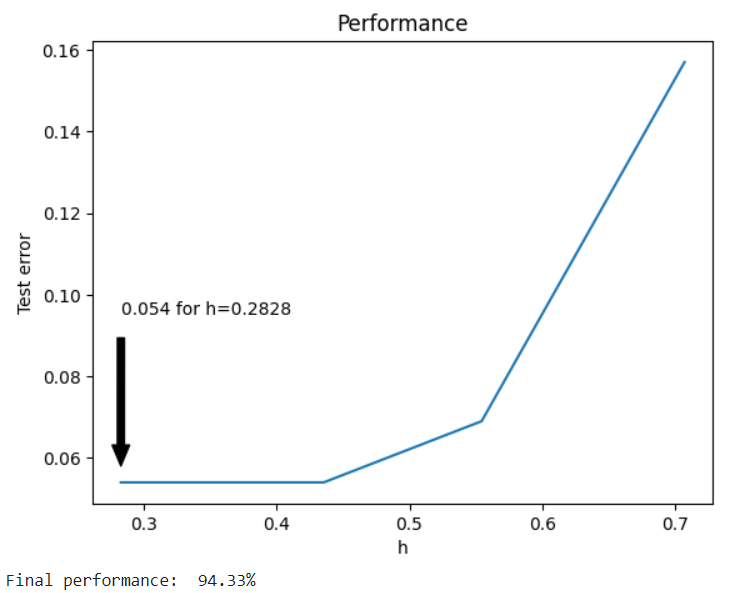 Performance
0.16
0.14
0.12
0.10
0.08
0.06
Test error
0.054 for h=0.2828
0.3 0.4 0.5 0.6 0.7
h
Final performance:  94.33%